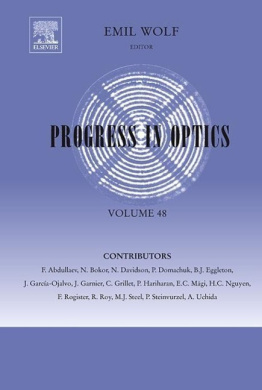 EMIL WOLF
EDITOR
ELSEVIER
PROGRESS IN OPTICS
VOLUME 48
CONTRIBUTORS
F. Abdullaev, N. Bokor, N. Davidson, P. Domachuk, B.J. Eggleton,
J. García-Ojalvo, J. Garnier, C. Grillet, P. Hariharan, E.C. Mägi, H.C. Nguyen,
F. Rogister, R. Roy, M.J. Steel, P. Steinvurzel, A. Uchida